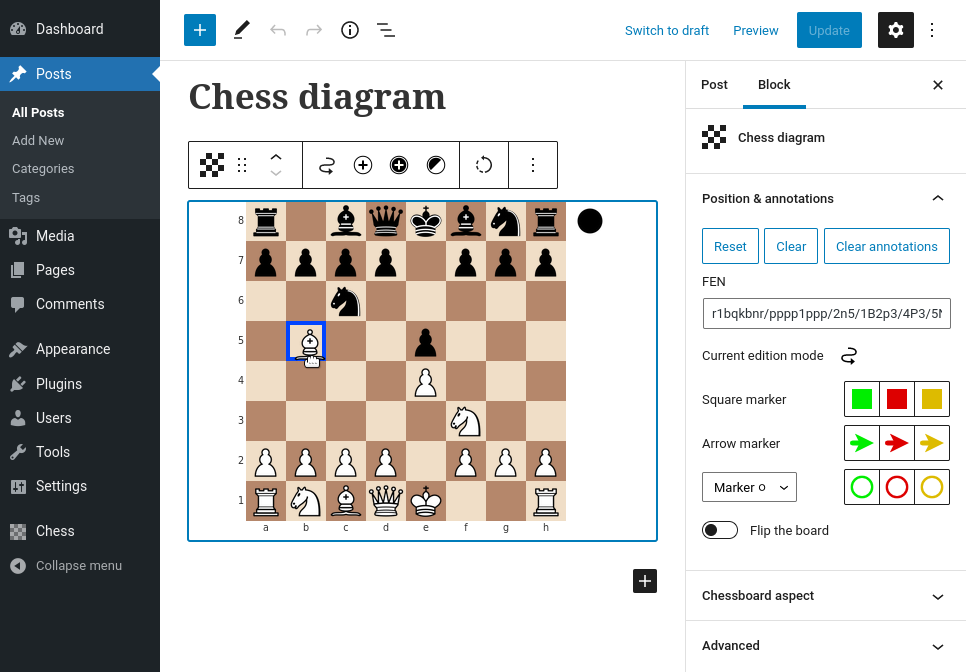 Dashboard
Posts
All Posts
Add New
Categories
Tags
Media
Pages
Comments
Appearance
Plugins
Users
Tools
Settings
Chess
Collapse menu
Switch to draft
Preview
Update
Chess diagram
8
7
6
5
4
3
2
1
a b c d e f g h
Post
Block
Chess diagram
Position & annotations
Reset
Clear
Clear annotations
FEN
r1bqkbnr/pppp1ppp/2n5/1B2p3/4P3/5N
Current edition mode
Square marker
Arrow marker
Marker
Flip the board
Chessboard aspect
Advanced